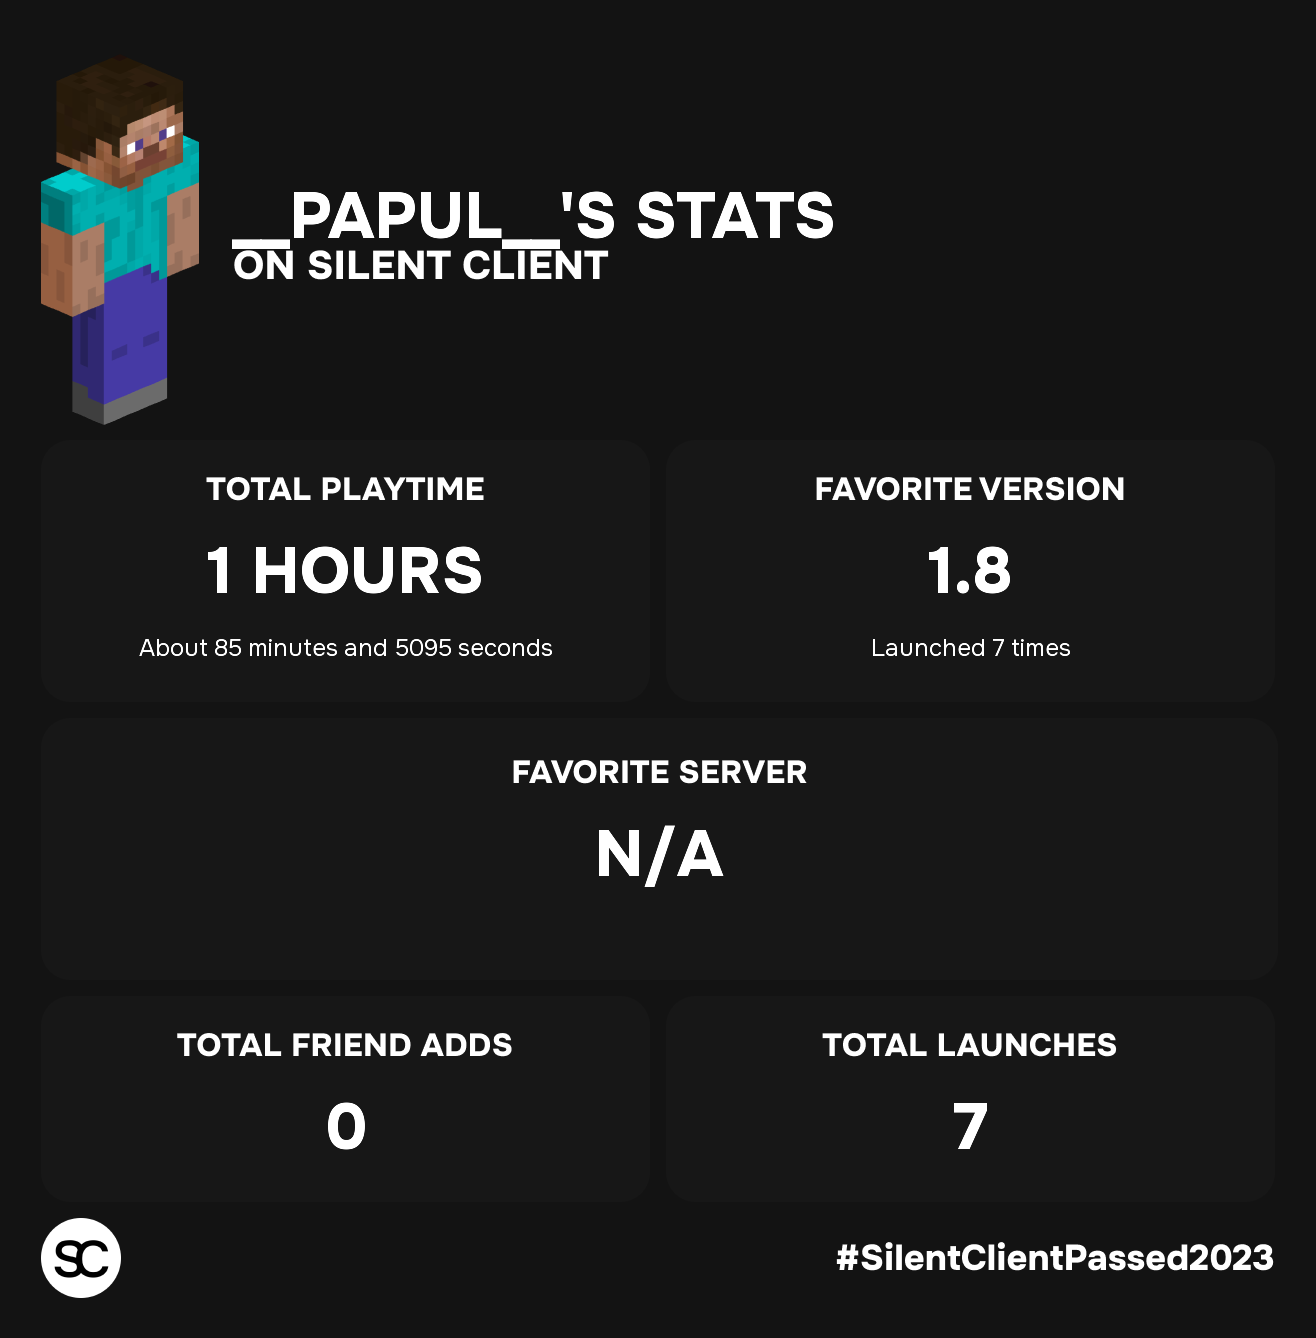 __PAPUL__'S STATS
ON SILENT CLIENT
TOTAL PLAYTIME
1 HOURS
About 85 minutes and 5095 seconds
FAVORITE VERSION
1.8
Launched 7 times
FAVORITE SERVER
N/A
TOTAL FRIEND ADDS
0
TOTAL LAUNCHES
7
SC
#SilentClientPassed2023